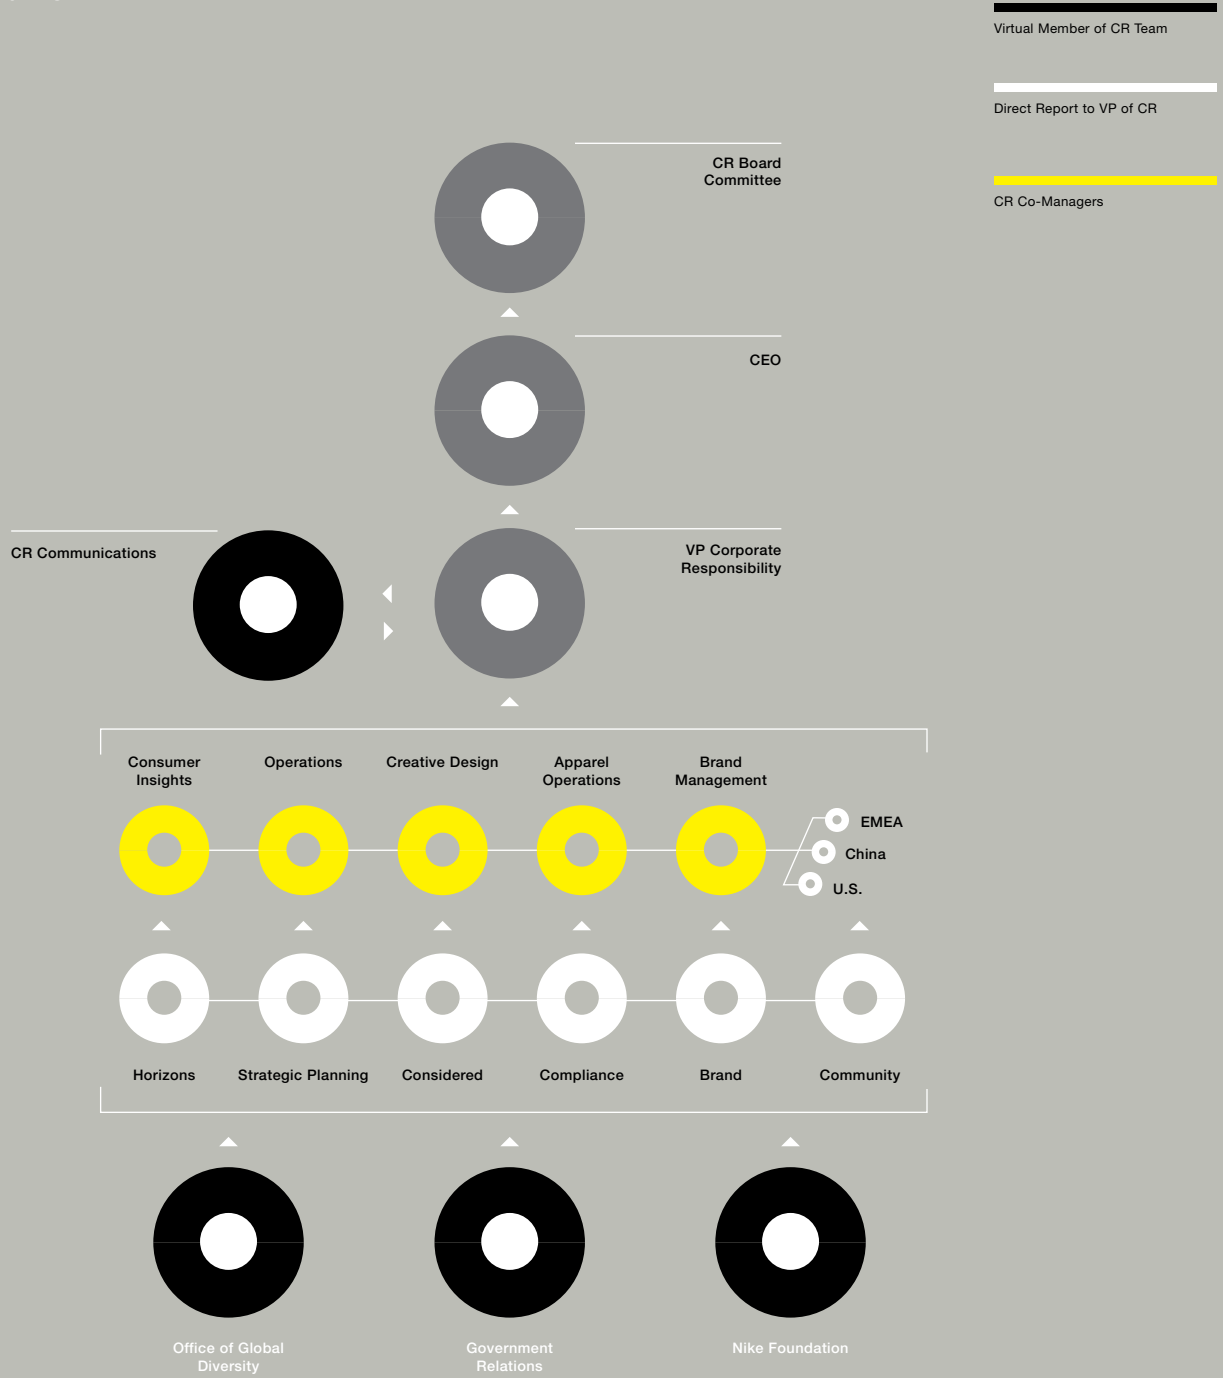 Virtual Member of CR Team
Direct Report to VP of CR
CR Co-Managers
CR Board
Committee
CEO
CR Communications
VP Corporate
Responsibility
Consumer
Insights
Operations
Creative Design
Apparel
Operations
Brand
Management
EMEA
China
U.S.
Horizons
Strategic Planning
Considered
Compliance
Brand
Community
Office of Global
Diversity
Government
Relations
Nike Foundation